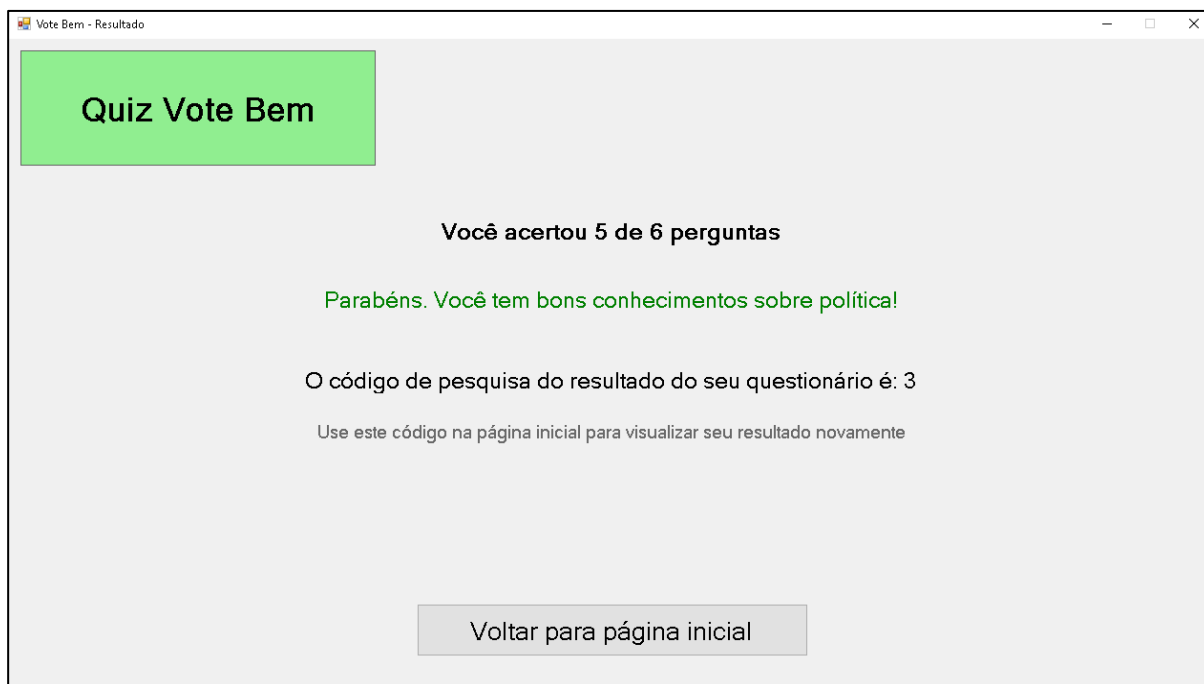 Vote Bem - Resultado
Quiz Vote Bem
Você acertou 5 de 6 perguntas
Parabéns. Você tem bons conhecimentos sobre política!
O código de pesquisa do resultado do seu questionário é: 3
Use este código na página inicial para visualizar seu resultado novamente
Voltar para página inicial